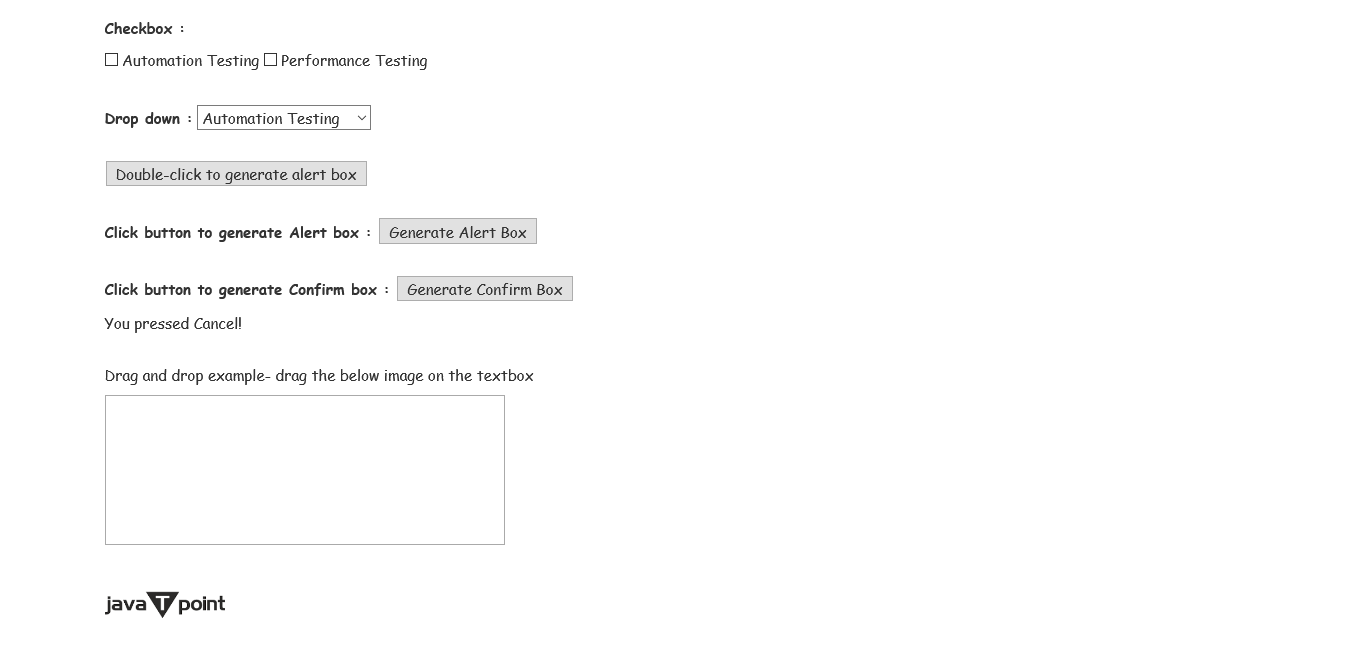 Checkbox :
Automation Testing Performance Testing
Drop down : Automation Testing
Double-click to generate alert box
Click button to generate Alert box : Generate Alert Box
Click button to generate Confirm box : Generate Confirm Box
You pressed Cancel!
Drag and drop example- drag the below image on the textbox
javaTpoint